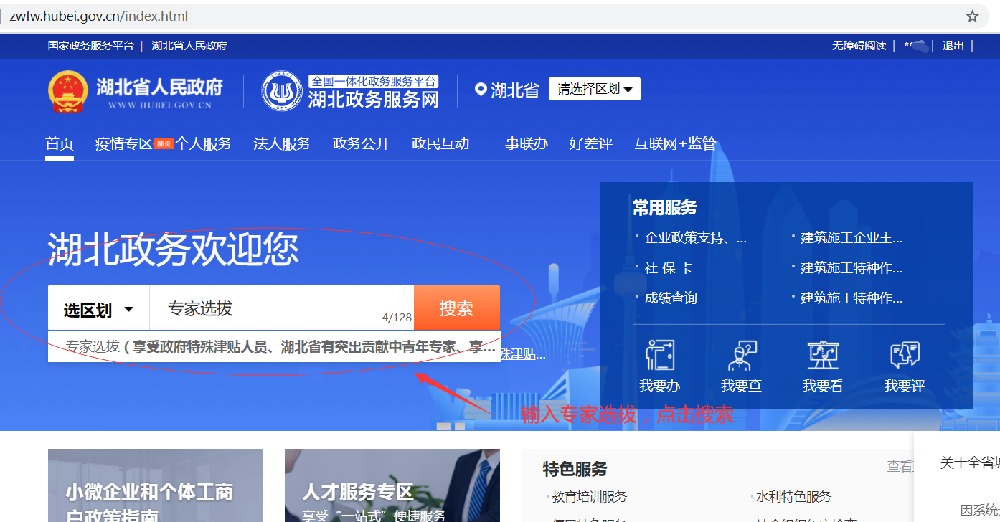 zwfw.hubei.gov.cn/index.html
国家政务服务平台 | 湖北省人民政府
无障碍阅读 | ** | 退出 |
湖北省人民政府
WWW.HUBEI.GOV.CN
全国一体化政务服务平台
湖北政务服务网
湖北省 请选择区划
首页 疫情专区 肺炎 个人服务 法人服务 政务公开 政民互动 一事联办 好差评 互联网+监管
湖北政务欢迎您
选区划 专家选拔 4/128 搜索
专家选拔（享受政府特殊津贴人员、湖北省有突出贡献中青年专家、享...
殊津贴...
常用服务
企业政策支持、... 建筑施工企业主...
社 保 卡 建筑施工特种作...
成绩查询 建筑施工特种作...
我要办 我要查 我要看 我要评
输入专家选拔，点击搜索
小微企业和个体工商
户政策指南
人才服务专区
享受“一站式”便捷服务
特色服务 查看
教育培训服务 水利特色服务
便民特色服务
关于全省
因系统